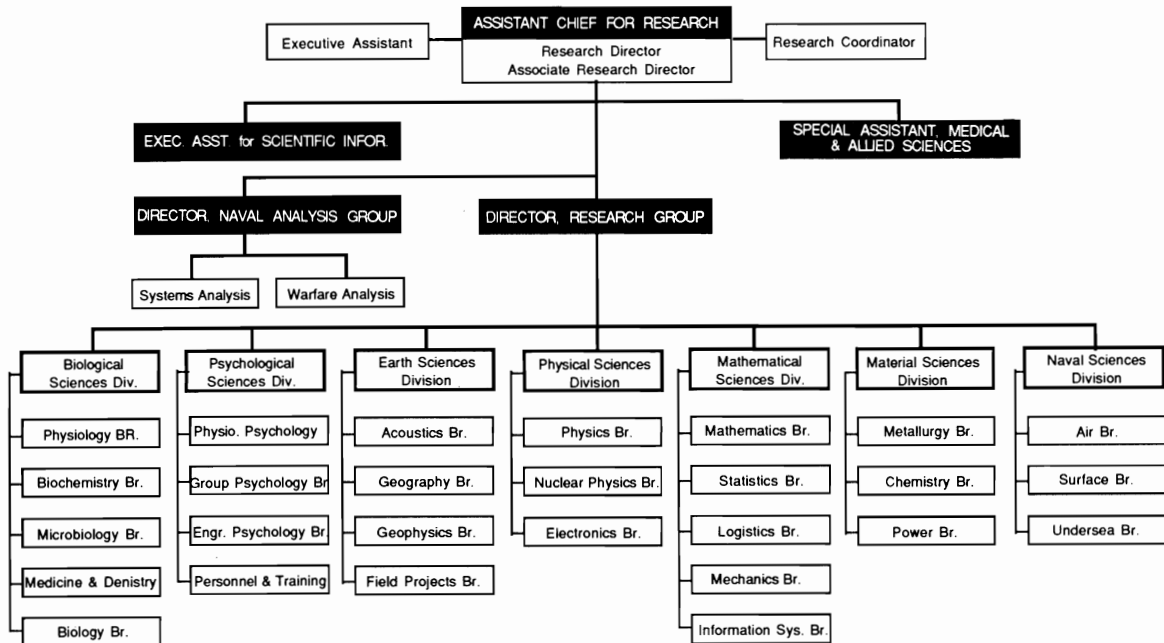 ASSISTANT CHIEF FOR RESEARCH
Executive Assistant
Research Director
Associate Research Director
Research Coordinator
EXEC. ASST. for SCIENTIFIC INFOR.
SPECIAL ASSISTANT, MEDICAL
& ALLIED SCIENCES
DIRECTOR, NAVAL ANALYSIS GROUP
DIRECTOR, RESEARCH GROUP
Systems Analysis
Warfare Analysis
Biological
Sciences Div.
Psychological
Sciences Div.
Earth Sciences
Division
Physical Sciences
Division
Mathematical
Sciences Div.
Material Sciences
Division
Naval Sciences
Division
Physiology BR.
Physio. Psychology
Acoustics Br.
Physics Br.
Mathematics Br.
Metallurgy Br.
Air Br.
Biochemistry Br.
Group Psychology Br
Geography Br.
Nuclear Physics Br.
Statistics Br.
Chemistry Br.
Surface Br.
Microbiology Br.
Engr. Psychology Br.
Geophysics Br.
Electronics Br.
Logistics Br.
Power Br.
Undersea Br.
Medicine & Denistry
Personnel & Training
Field Projects Br.
Mechanics Br.
Biology Br.
Information Sys. Br.